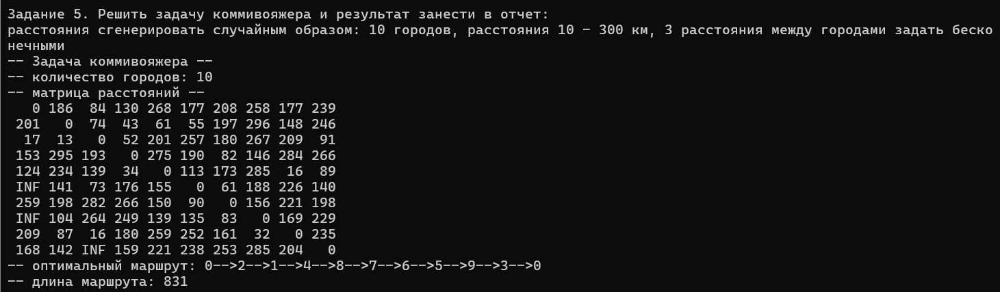 Задание 5. Решить задачу коммивояжера и результат занести в отчет:
расстояния сгенерировать случайным образом: 10 городов, расстояния 10 – 300 км, 3 расстояния между городами задать беско
нечными
-- Задача коммивояжера --
-- количество городов: 10
-- матрица расстояний --
0 186 84 130 268 177 208 258 177 239
201 0 74 43 61 55 197 296 148 246
17 13 0 52 201 257 180 267 209 91
153 295 193 0 275 190 82 146 284 266
124 234 139 34 0 113 173 285 16 89
INF 141 73 176 155 0 61 188 226 140
259 198 282 266 150 90 0 156 221 198
INF 104 264 249 139 135 83 0 169 229
209 87 16 180 259 252 161 32 0 235
168 142 INF 159 221 238 253 285 204 0
-- оптимальный маршрут: 0-->2-->1-->4-->8-->7-->6-->5-->9-->3-->0
-- длина маршрута: 831